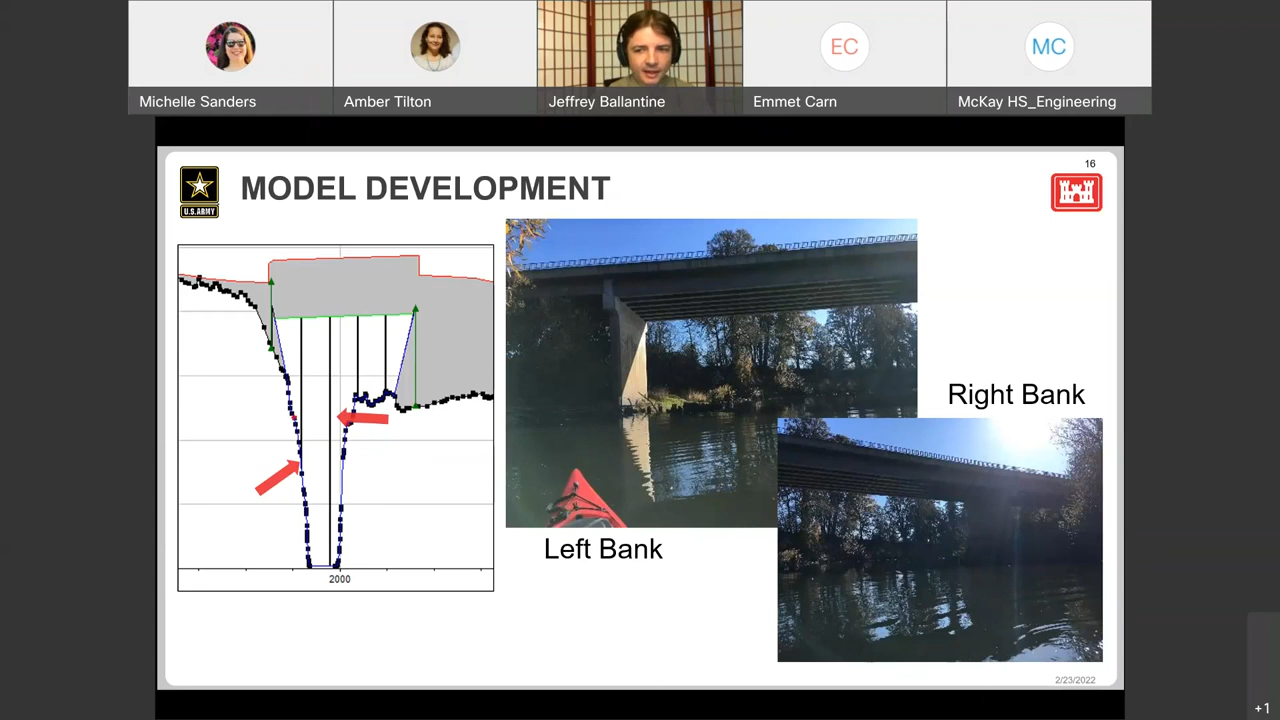 EC
MC
Michelle Sanders
Amber Tilton
Jeffrey Ballantine
Emmet Carn
McKay HS_Engineering
16
U.S.ARMY
MODEL DEVELOPMENT
Right Bank
Left Bank
2000
2/23/2022
+1